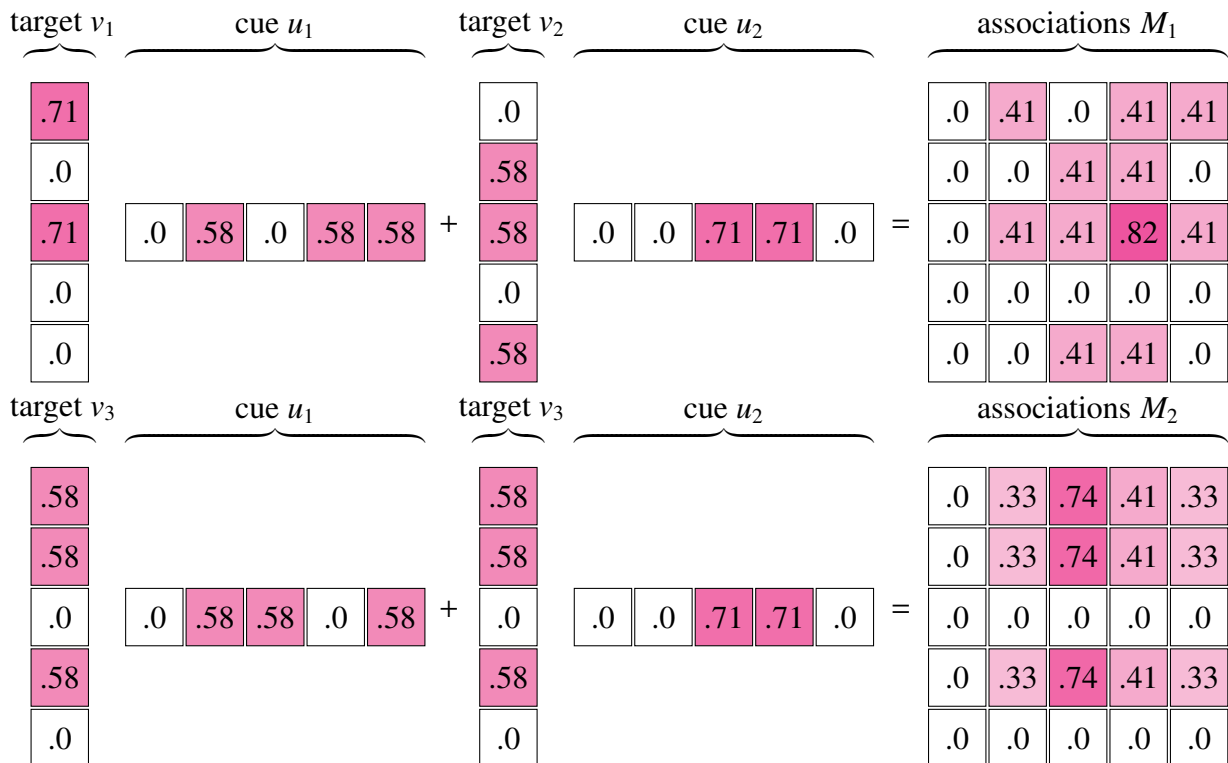 target v₁ cue u₁ target v₂ cue u₂ associations M₁
.71 .0 .0 .41 .0 .41 .41
.0 .58 .0 .0 .41 .41 .0
.71 .0 .58 .0 .58 .58 + .58 .0 .0 .71 .71 .0 = .0 .41 .41 .82 .41
.0 .0 .0 .0 .0 .0 .0
.0 .58 .0 .0 .41 .41 .0
target v₃ cue u₁ target v₃ cue u₂ associations M₂
.58 .58 .0 .33 .74 .41 .33
.58 .58 .0 .33 .74 .41 .33
.0 .0 .58 .58 .0 .58 + .0 .0 .0 .71 .71 .0 = .0 .0 .0 .0 .0
.58 .58 .0 .33 .74 .41 .33
.0 .0 .0 .0 .0 .0 .0